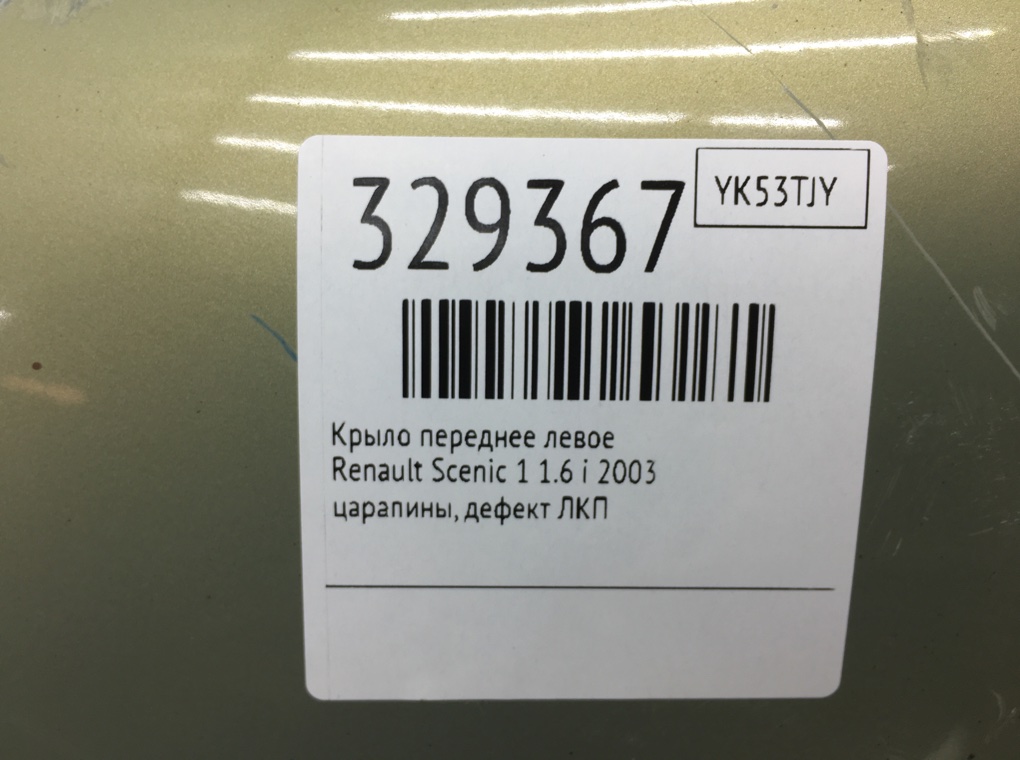 329367
YK53TJY
Крыло переднее левое
Renault Scenic 1 1.6 i 2003
царапины, дефект ЛКП